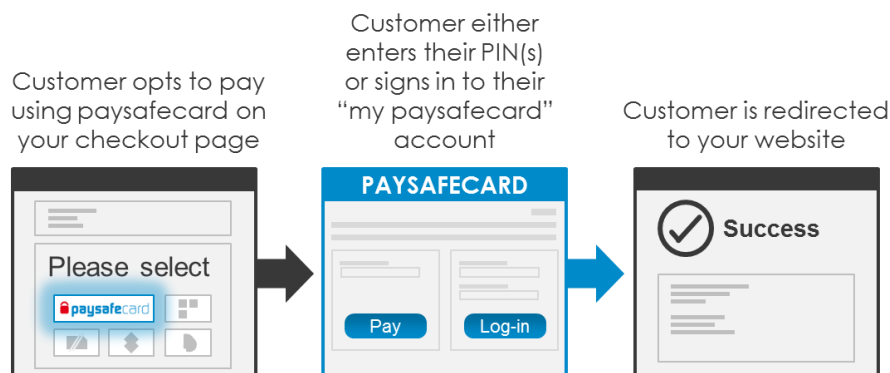 Customer opts to pay
using paysafecard on
your checkout page
Customer either
enters their PIN(s)
or signs in to their
“my paysafecard”
account
Customer is redirected
to your website
Please select
paysafecard
PAYSAFECARD
Pay
Log-in
Success